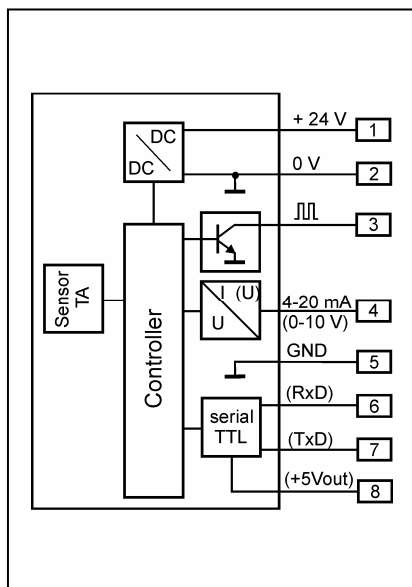 + 24 V
1
DC
DC
0 V
2
3
I (U)
U
4-20 mA
(0-10 V)
4
Sensor
TA
Controller
GND
5
(RxD)
6
serial
TTL
(TxD)
7
(+5Vout)
8